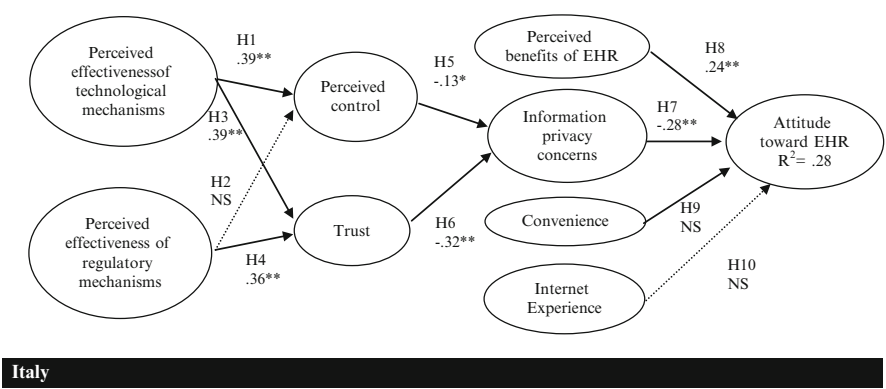 Perceived
effectivenessof
technological
mechanisms
H1
.39**
H3
.39**
Perceived
control
H5
-.13*
Perceived
benefits of EHR
H8
.24**
Information
privacy
concerns
H7
-.28**
Attitude
toward EHR
R²= .28
H2
NS
Perceived
effectiveness of
regulatory
mechanisms
H4
.36**
Trust
H6
-.32**
Convenience
H9
NS
Internet
Experience
H10
NS
Italy